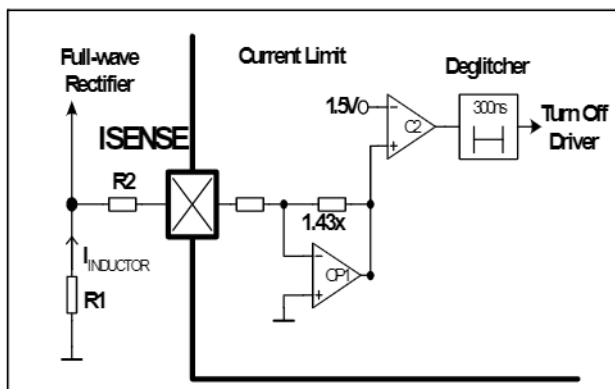 Full-wave
Rectifier
Current Limit
Deglitcher
1.5V
300ns
C2
Turn Off
Driver
ISENSE
R2
1.43x
IINDUCTOR
OP1
R1